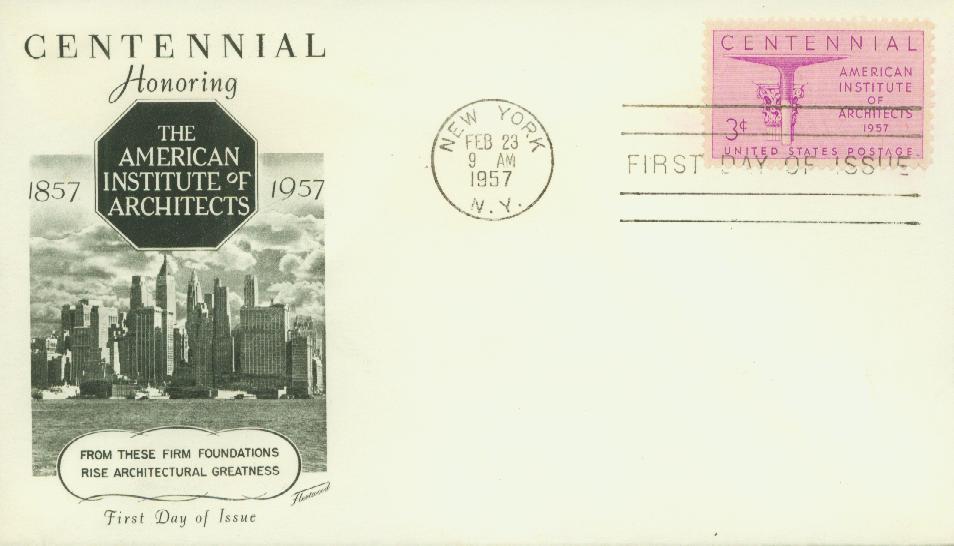 CENTENNIAL
Honoring
THE
AMERICAN
INSTITUTE OF
ARCHITECTS
1857
1957
FROM THESE FIRM FOUNDATIONS
RISE ARCHITECTURAL GREATNESS
Fleetwood
First Day of Issue
NEW YORK
FEB 23
9 AM
1957
N.Y.
CENTENNIAL
AMERICAN
INSTITUTE
OF
ARCHITECTS
1957
3¢
UNITED STATES POSTAGE
FIRST DAY OF ISSUE